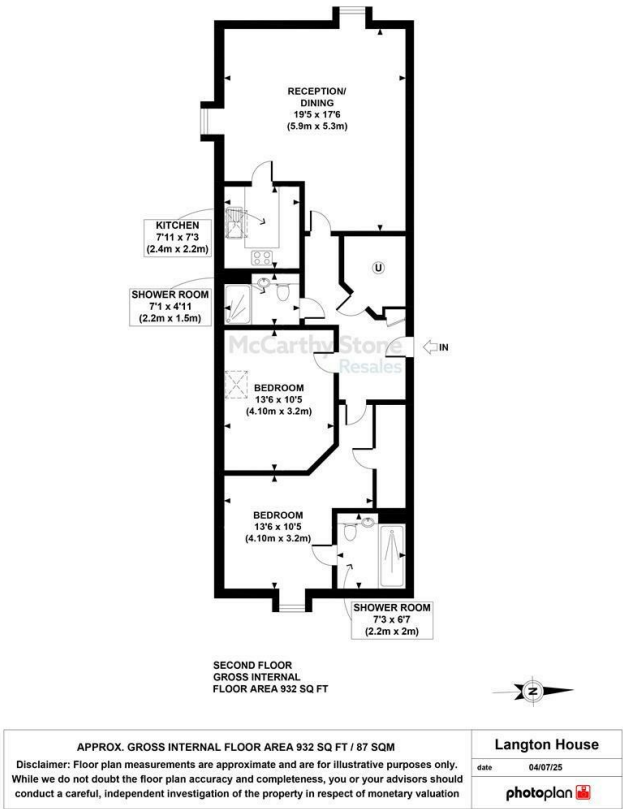 RECEPTION/
DINING
19'5 x 17'6
(5.9m x 5.3m)
KITCHEN
7'11 x 7'3
(2.4m x 2.2m)
U
SHOWER ROOM
7'1 x 4'11
(2.2m x 1.5m)
McCarthy Stone
Resales
IN
BEDROOM
13'6 x 10'5
(4.10m x 3.2m)
BEDROOM
13'6 x 10'5
(4.10m x 3.2m)
SHOWER ROOM
7'3 x 6'7
(2.2m x 2m)
SECOND FLOOR
GROSS INTERNAL
FLOOR AREA 932 SQ FT
N
APPROX. GROSS INTERNAL FLOOR AREA 932 SQ FT / 87 SQM
Disclaimer: Floor plan measurements are approximate and are for illustrative purposes only.
While we do not doubt the floor plan accuracy and completeness, you or your advisors should
conduct a careful, independent investigation of the property in respect of monetary valuation
Langton House
date 04/07/25
photoplan